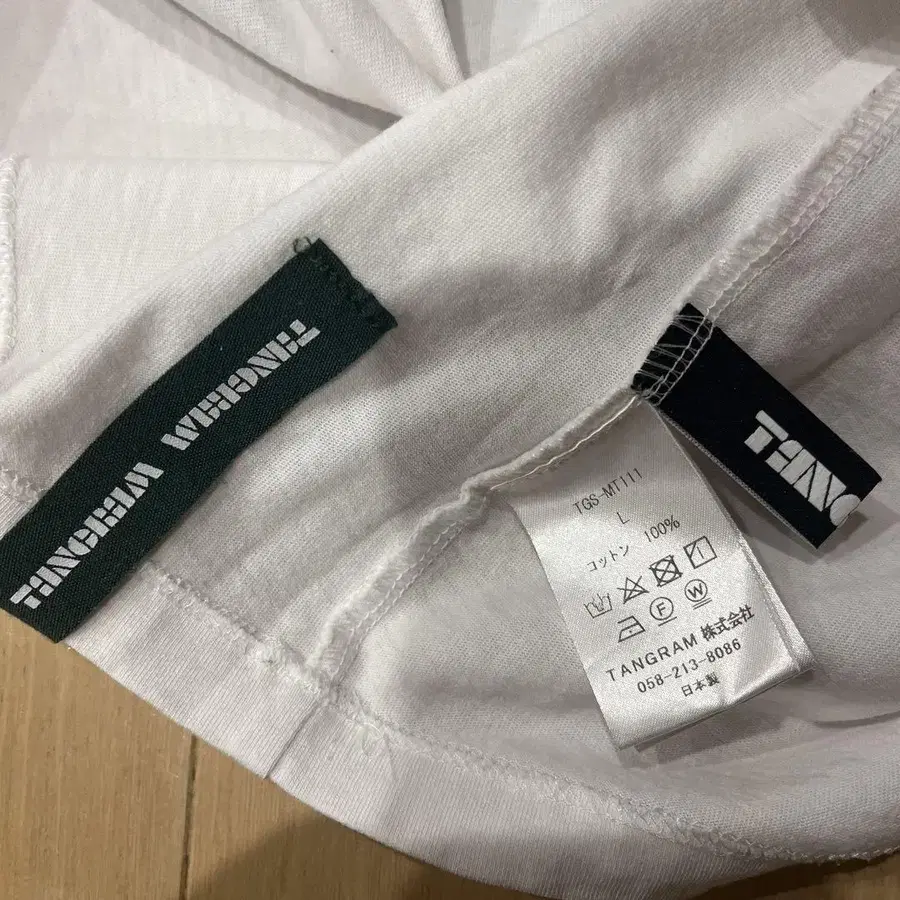 TANGRAM TANGRAM
TANG
TGS-MT111
L
コットン 100%
F W
TANGRAM 株式会社
058-213-8086
日本製